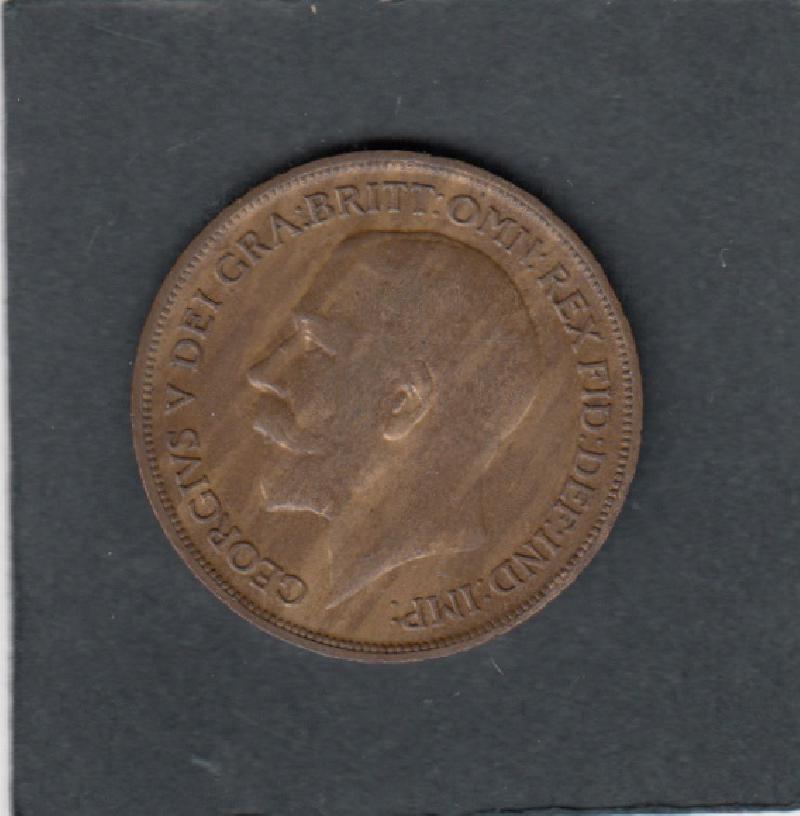 GEORGIVS V DEI GRA:BRITT:OMN:REX FID:DEF:IND:IMP: